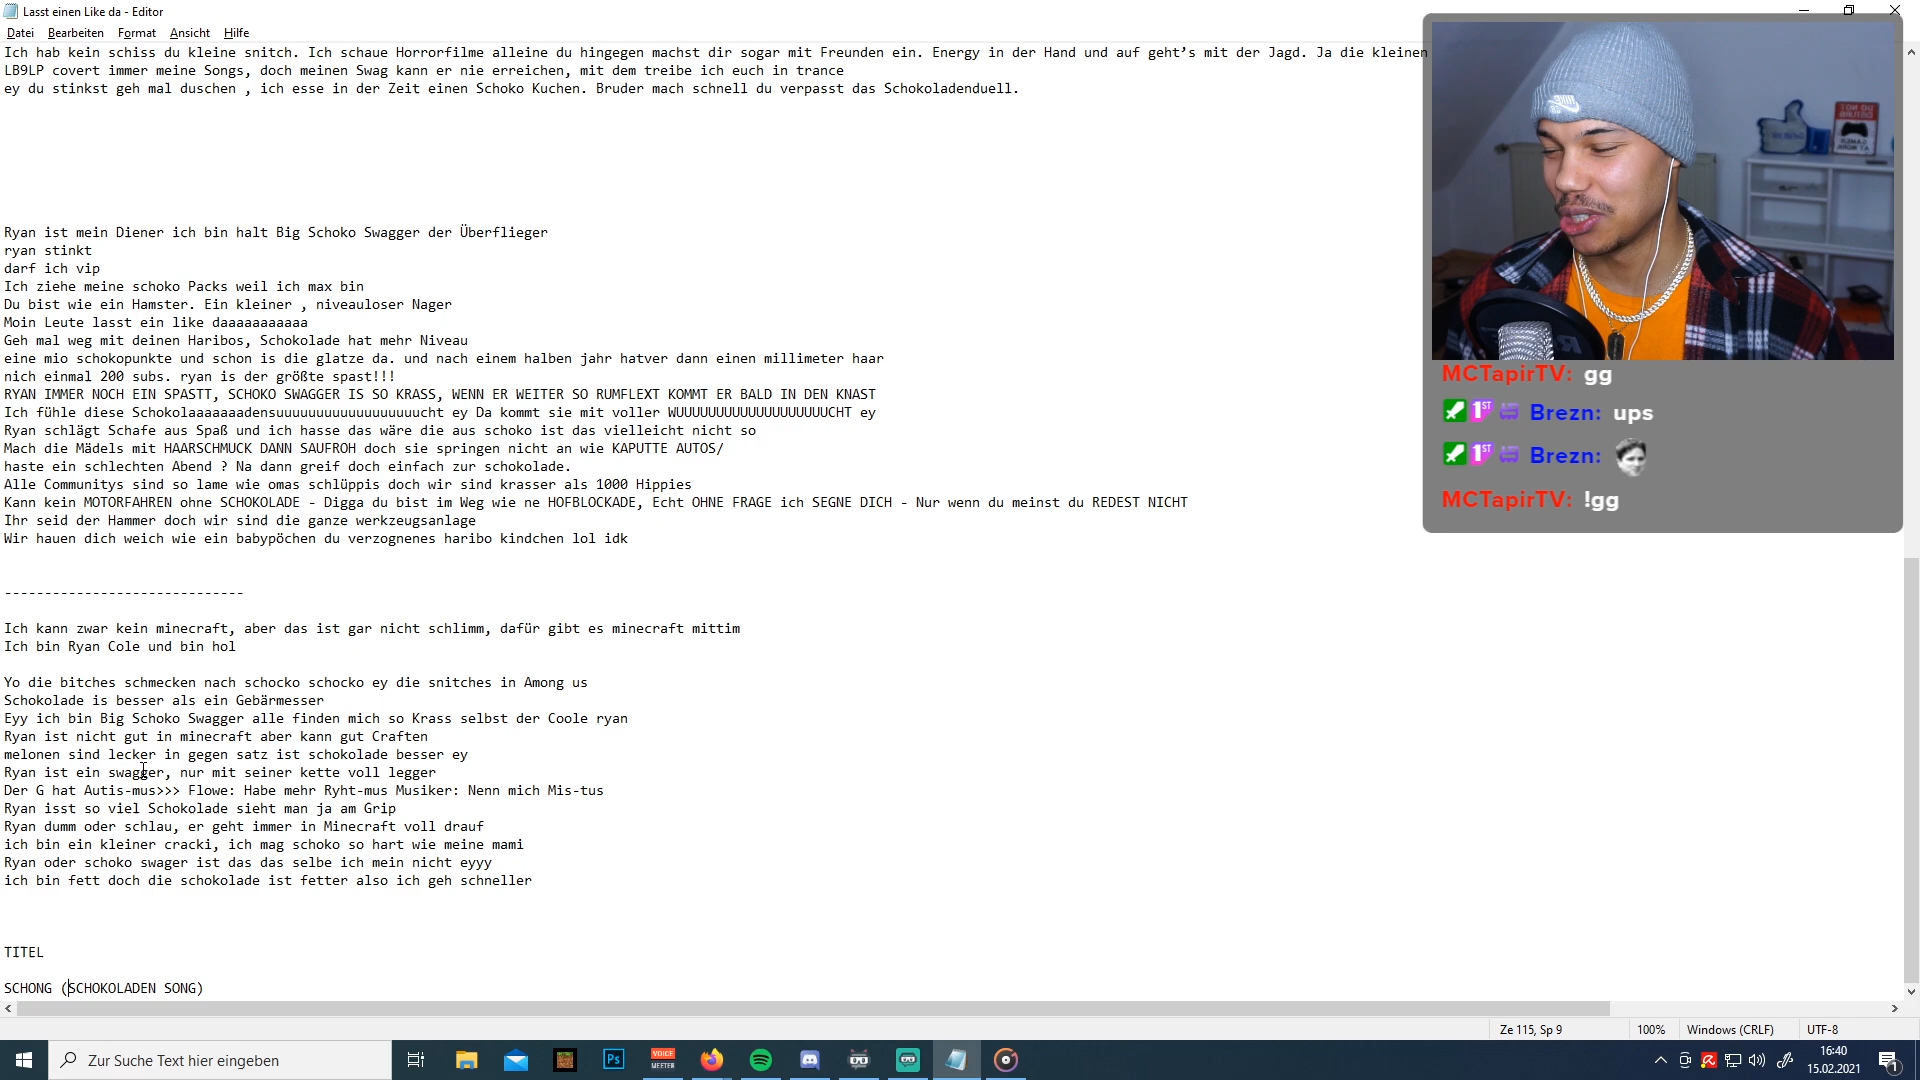 Lasst einen Like da - Editor
Datei Bearbeiten Format Ansicht Hilfe
Ich hab kein schiss du kleine snitch. Ich schaue Horrorfilme alleine du hingegen machst dir sogar mit Freunden ein. Energy in der Hand und auf geht's mit der Jagd. Ja die kleinen
LB9LP covert immer meine Songs, doch meinen Swag kann er nie erreichen, mit dem treibe ich euch in trance
ey du stinkst geh mal duschen , ich esse in der Zeit einen Schoko Kuchen. Bruder mach schnell du verpasst das Schokoladenduell.
Ryan ist mein Diener ich bin halt Big Schoko Swagger der Überflieger
ryan stinkt
darf ich vip
Ich ziehe meine schoko Packs weil ich max bin
Du bist wie ein Hamster. Ein kleiner , niveauloser Nager
Moin Leute lasst ein like daaaaaaaaaaa
Geh mal weg mit deinen Haribos, Schokolade hat mehr Niveau
eine mio schokopunkte und schon is die glatze da. und nach einem halben jahr hatver dann einen millimeter haar
nich einmal 200 subs. ryan is der größte spast!!!
RYAN IMMER NOCH EIN SPASTT, SCHOKO SWAGGER IS SO KRASS, WENN ER WEITER SO RUMFLEXT KOMMT ER BALD IN DEN KNAST
Ich fühle diese Schokolaaaaaaadensuuuuuuuuuuuuuuuuuucht ey Da kommt sie mit voller WUUUUUUUUUUUUUUUUUUUCHT ey
Ryan schlägt Schafe aus Spaß und ich hasse das wäre die aus schoko ist das vielleicht nicht so
Mach die Mädels mit HAARSCHMUCK DANN SAUFROH doch sie springen nicht an wie KAPUTTE AUTOS/
haste ein schlechten Abend ? Na dann greif doch einfach zur schokolade.
Alle Communitys sind so lame wie omas schlüppis doch wir sind krasser als 1000 Hippies
Kann kein MOTORFAHREN ohne SCHOKOLADE - Digga du bist im Weg wie ne HOFBLOCKADE, Echt OHNE FRAGE ich SEGNE DICH - Nur wenn du meinst du REDEST NICHT
Ihr seid der Hammer doch wir sind die ganze werkzeugsanlage
Wir hauen dich weich wie ein babypöchen du verzognenes haribo kindchen lol idk
------------------------------
Ich kann zwar kein minecraft, aber das ist gar nicht schlimm, dafür gibt es minecraft mittim
Ich bin Ryan Cole und bin hol
Yo die bitches schmecken nach schocko schocko ey die snitches in Among us
Schokolade is besser als ein Gebärmesser
Eyy ich bin Big Schoko Swagger alle finden mich so Krass selbst der Coole ryan
Ryan ist nicht gut in minecraft aber kann gut Craften
melonen sind lecker in gegen satz ist schokolade besser ey
Ryan ist ein swagger, nur mit seiner kette voll legger
Der G hat Autis-mus>>> Flowe: Habe mehr Ryht-mus Musiker: Nenn mich Mis-tus
Ryan isst so viel Schokolade sieht man ja am Grip
Ryan dumm oder schlau, er geht immer in Minecraft voll drauf
ich bin ein kleiner cracki, ich mag schoko so hart wie meine mami
Ryan oder schoko swager ist das das selbe ich mein nicht eyyy
ich bin fett doch die schokolade ist fetter also ich geh schneller
TITEL
SCHONG (SCHOKOLADEN SONG)
MCTapirTV: gg
1ST Brezn: ups
1ST Brezn:
MCTapirTV: !gg
Ze 115, Sp 9 100% Windows (CRLF) UTF-8
Zur Suche Text hier eingeben
Ps
VOICE MEETER
16:40
15.02.2021
1